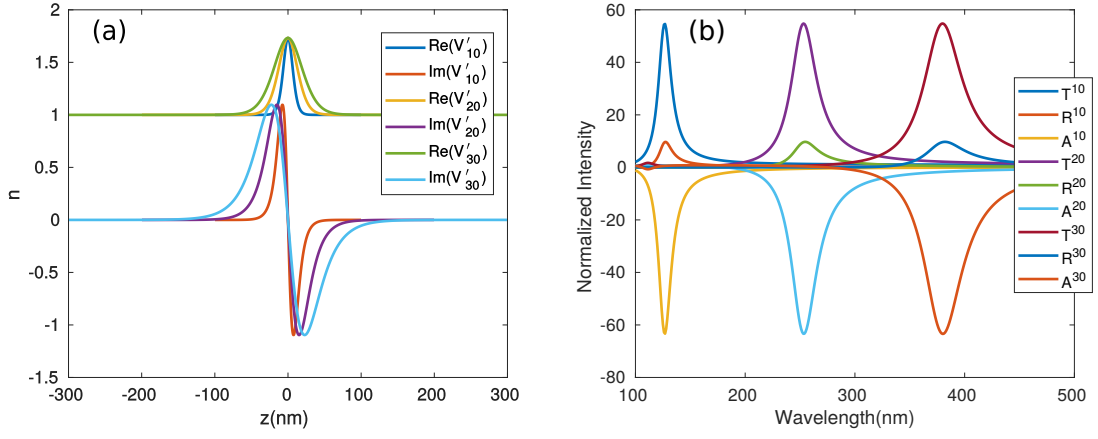 (a)
2
1.5
1
0.5
0
-0.5
-1
-1.5
n
-300 -200 -100 0 100 200 300
z(nm)
Re(V′10)
Im(V′10)
Re(V′20)
Im(V′20)
Re(V′30)
Im(V′30)
(b)
60
40
20
0
-20
-40
-60
-80
Normalized Intensity
100 200 300 400 500
Wavelength(nm)
T10
R10
A10
T20
R20
A20
T30
R30
A30